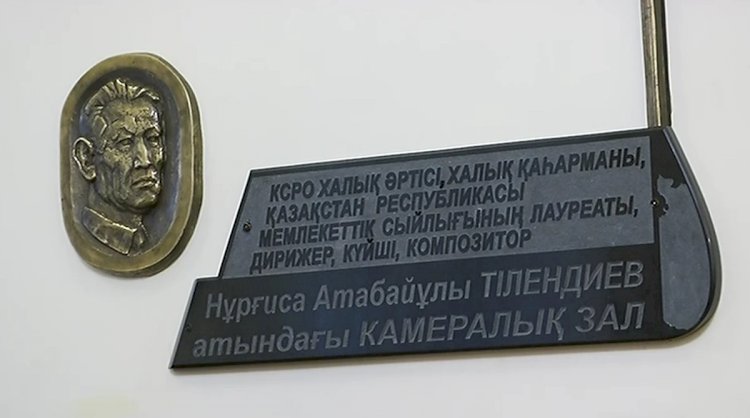 КСРО ХАЛЫҚ ӘРТІСІ, ХАЛЫҚ ҚАҺАРМАНЫ,
ҚАЗАҚСТАН РЕСПУБЛИКАСЫ
МЕМЛЕКЕТТІК СЫЙЛЫҒЫНЫҢ ЛАУРЕАТЫ,
ДИРИЖЕР, КҮЙШІ, КОМПОЗИТОР
Нұрғиса Атабайұлы ТІЛЕНДИЕВ
атындағы КАМЕРАЛЫҚ ЗАЛ